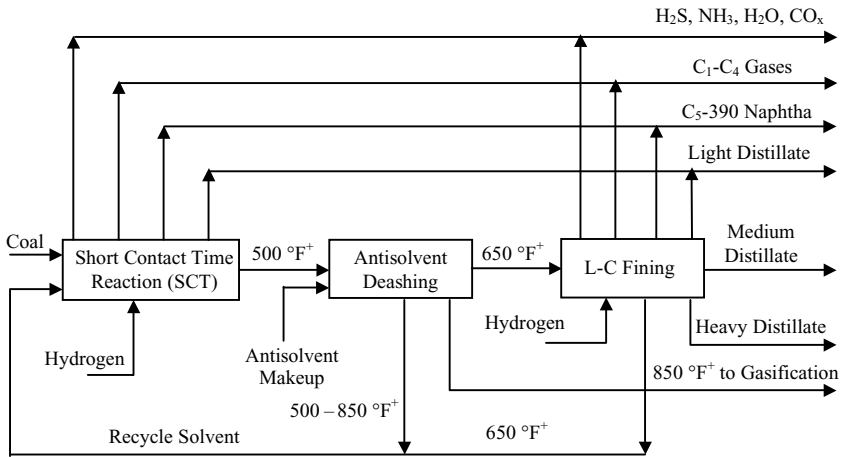 H₂S, NH₃, H₂O, COₓ
C₁-C₄ Gases
C₅-390 Naphtha
Light Distillate
Coal
Short Contact Time
Reaction (SCT)
500 °F⁺
Antisolvent
Deashing
650 °F⁺
L-C Fining
Medium
Distillate
Hydrogen
Antisolvent
Makeup
Hydrogen
Heavy Distillate
850 °F⁺ to Gasification
500 – 850 °F⁺
Recycle Solvent
650 °F⁺